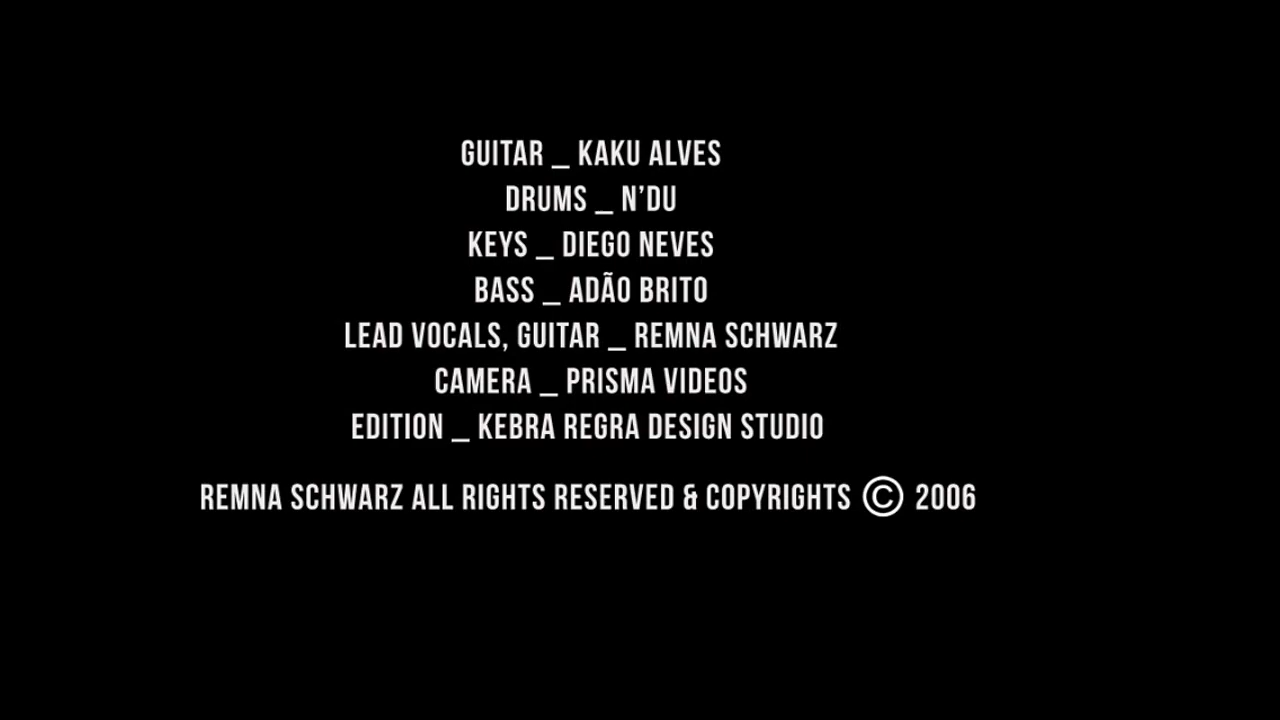 GUITAR _ KAKU ALVES
DRUMS _ N’DU
KEYS _ DIEGO NEVES
BASS _ ADÃO BRITO
LEAD VOCALS, GUITAR _ REMNA SCHWARZ
CAMERA _ PRISMA VIDEOS
EDITION _ KEBRA REGRA DESIGN STUDIO
REMNA SCHWARZ ALL RIGHTS RESERVED & COPYRIGHTS © 2006